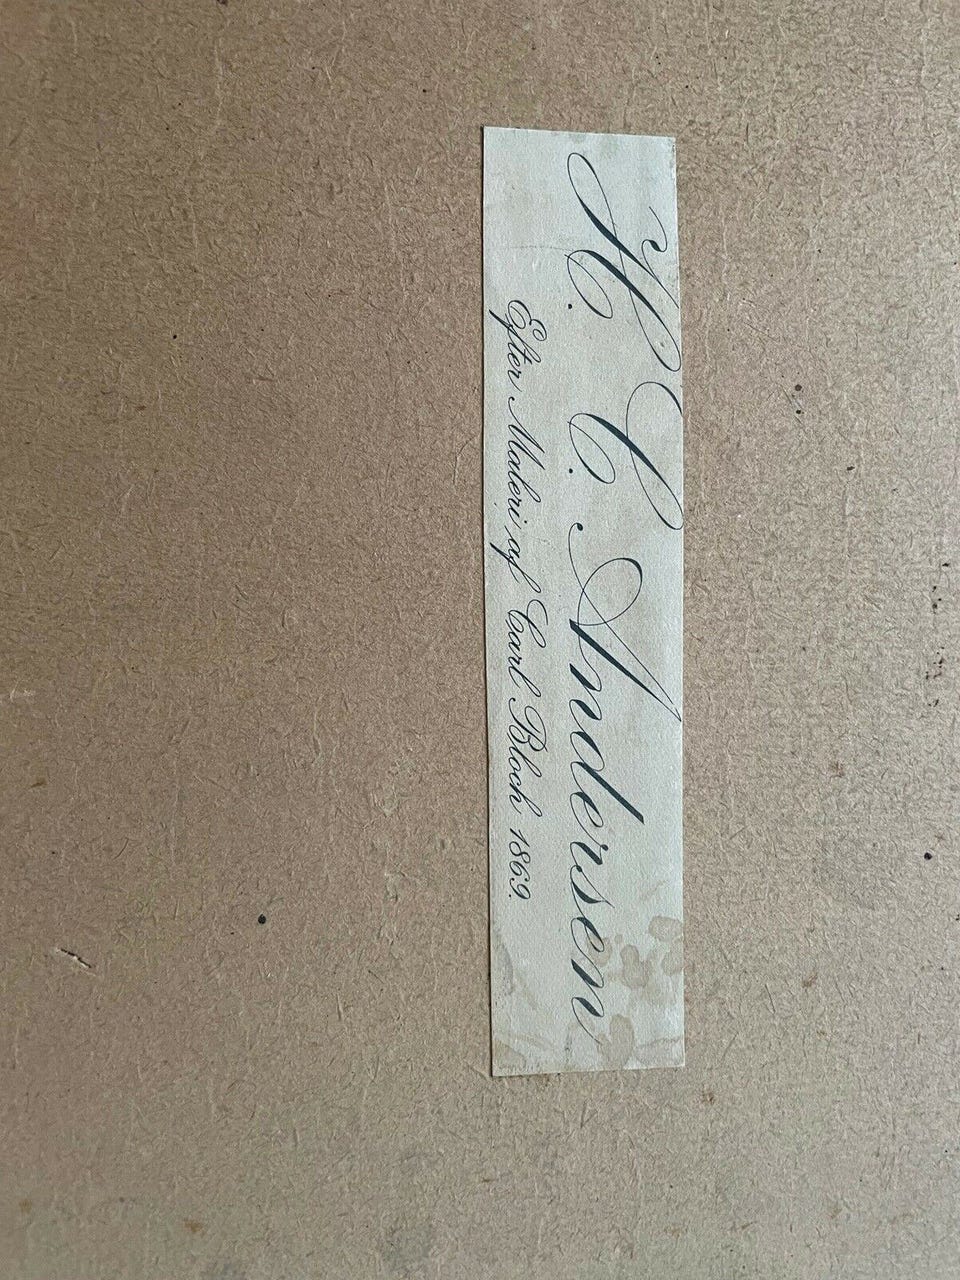 H. C. Andersen
Efter Maleri af Carl Bloch 1869.